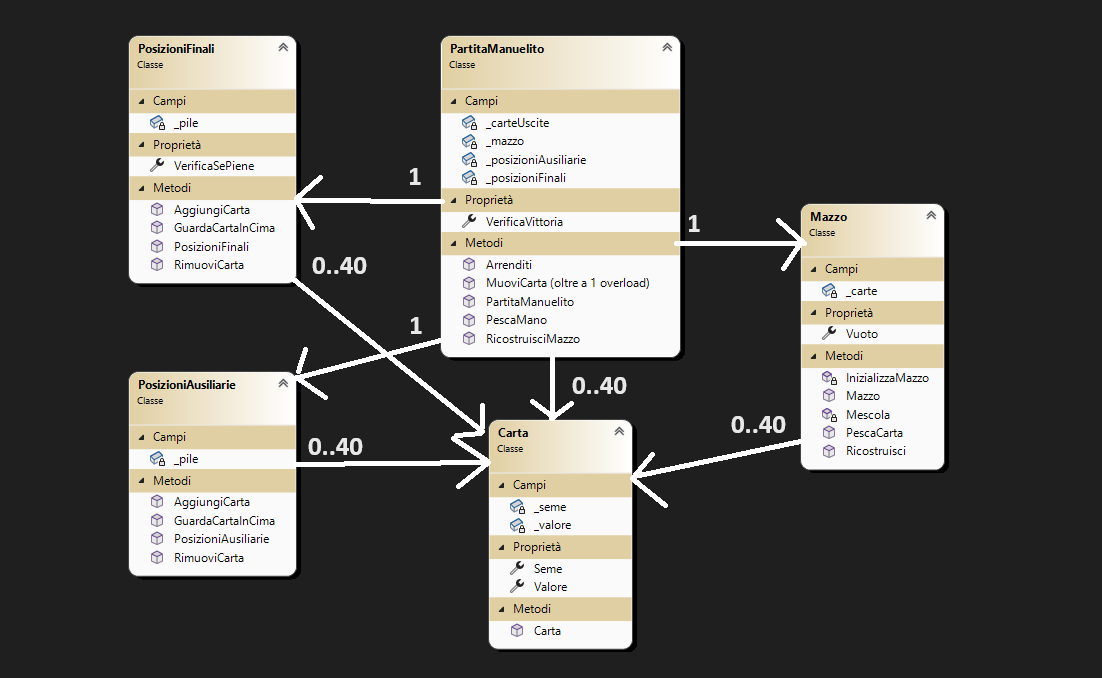 PosizioniFinali
Classe
Campi
_pile
Proprietà
VerificaSePiene
Metodi
AggiungiCarta
GuardaCartaInCima
PosizioniFinali
RimuoviCarta
PartitaManuelito
Classe
Campi
_carteUscite
_mazzo
_posizioniAusiliarie
_posizioniFinali
Proprietà
VerificaVittoria
Metodi
Arrenditi
MuoviCarta (oltre a 1 overload)
PartitaManuelito
PescaMano
RicostruisciMazzo
Mazzo
Classe
Campi
_carte
Proprietà
Vuoto
Metodi
InizializzaMazzo
Mazzo
Mescola
PescaCarta
Ricostruisci
PosizioniAusiliarie
Classe
Campi
_pile
Metodi
AggiungiCarta
GuardaCartaInCima
PosizioniAusiliarie
RimuoviCarta
Carta
Classe
Campi
_seme
_valore
Proprietà
Seme
Valore
Metodi
Carta
1
1
0..40
1
0..40
0..40
0..40